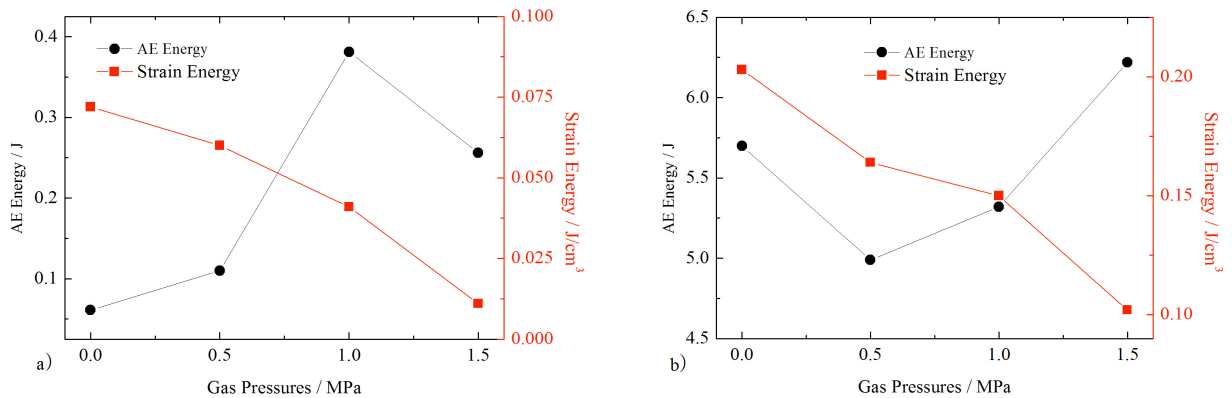 0.4
0.3
0.2
0.1
AE Energy / J
AE Energy
Strain Energy
0.100
0.075
0.050
0.025
0.000
Strain Energy / J/cm³
0.0 0.5 1.0 1.5
a)
Gas Pressures / MPa
6.5
6.0
5.5
5.0
4.5
AE Energy / J
AE Energy
Strain Energy
0.20
0.15
0.10
Strain Energy / J/cm³
0.0 0.5 1.0 1.5
b)
Gas Pressures / MPa